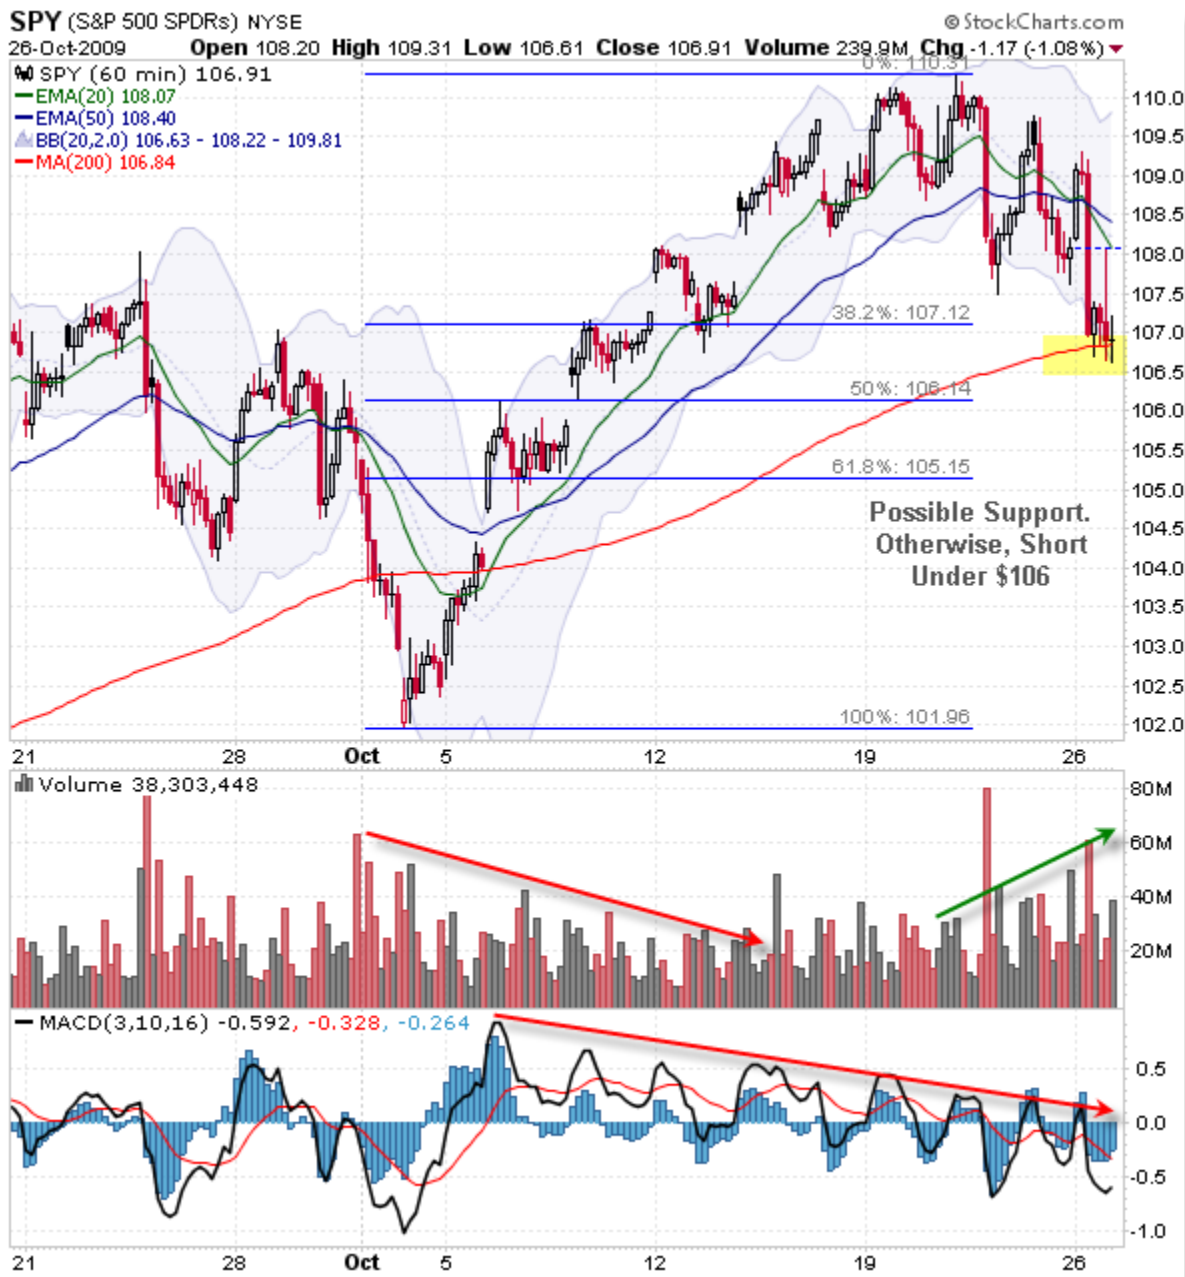 SPY (S&P 500 SPDRs) NYSE © StockCharts.com
26-Oct-2009 Open 108.20 High 109.31 Low 106.61 Close 106.91 Volume 239.9M Chg -1.17 (-1.08%)
SPY (60 min) 106.91
EMA(20) 108.07
EMA(50) 108.40
BB(20,2.0) 106.63 - 108.22 - 109.81
MA(200) 106.84
0%: 110.31
110.0
109.5
109.0
108.5
108.0
107.5
38.2%: 107.12
107.0
106.5
50%: 106.14
106.0
105.5
61.8%: 105.15
105.0
Possible Support.
Otherwise, Short
Under $106
104.5
104.0
103.5
103.0
102.5
100%: 101.96
102.0
21 28 Oct 5 12 19 26
Volume 38,303,448
80M
60M
40M
20M
MACD(3,10,16) -0.592, -0.328, -0.264
0.5
0.0
-0.5
-1.0
21 28 Oct 5 12 19 26